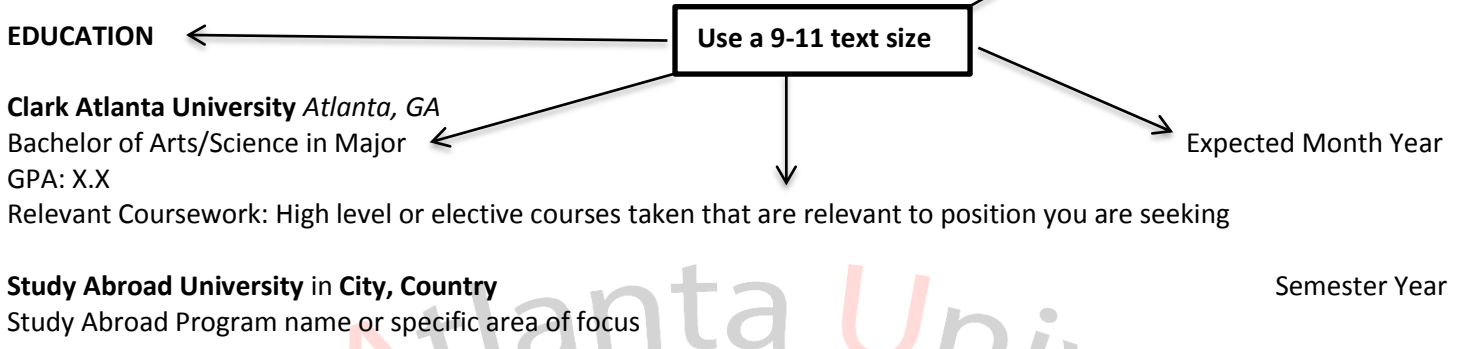 EDUCATION
Use a 9-11 text size
Clark Atlanta University Atlanta, GA
Bachelor of Arts/Science in Major Expected Month Year
GPA: X.X
Relevant Coursework: High level or elective courses taken that are relevant to position you are seeking
Study Abroad University in City, Country Semester Year
Study Abroad Program name or specific area of focus
Atlanta Uni